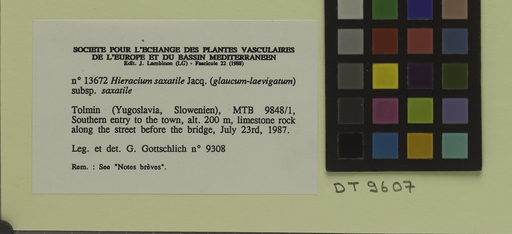 SOCIETE POUR L'ECHANGE DES PLANTES VASCULAIRES
DE L'EUROPE ET DU BASSIN MEDITERRANEEN
Edit. J. Lambinon (LG) - Fascicule 22 (1988)
n° 13672 Hieracium saxatile Jacq. (glaucum-laevigatum)
subsp. saxatile
Tolmin (Yugoslavia, Slowenien), MTB 9848/1,
Southern entry to the town, alt. 200 m, limestone rock
along the street before the bridge, July 23rd, 1987.
Leg. et det. G. Gottschlich n° 9308
Rem. : See "Notes brèves".
DT 9607